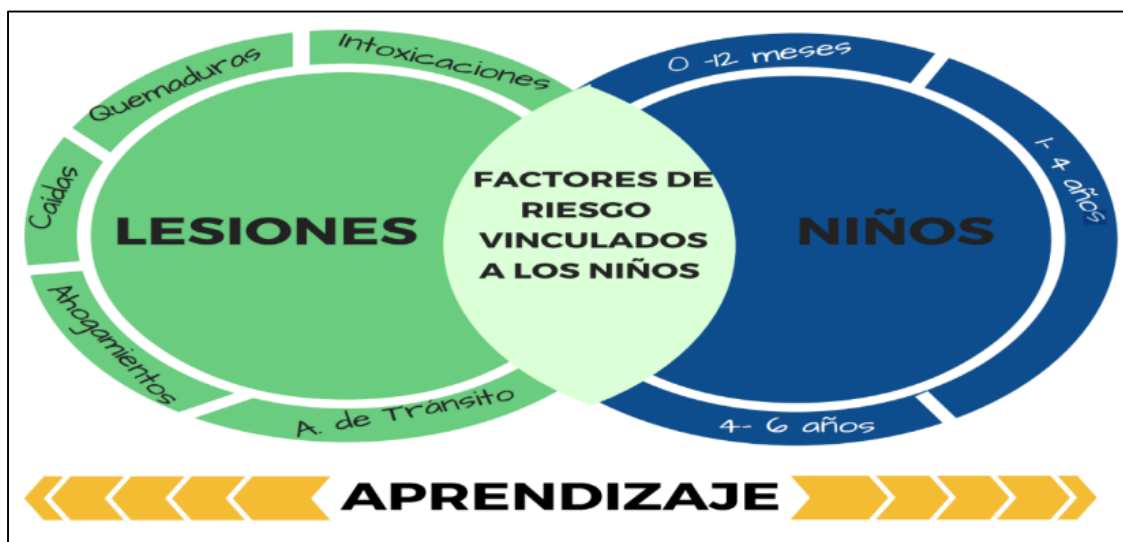 Intoxicaciones
Quemaduras
Caídas
Ahogamientos
A. de Tránsito
LESIONES
FACTORES DE
RIESGO
VINCULADOS
A LOS NIÑOS
NIÑOS
0 -12 meses
1- 4 años
4- 6 años
APRENDIZAJE